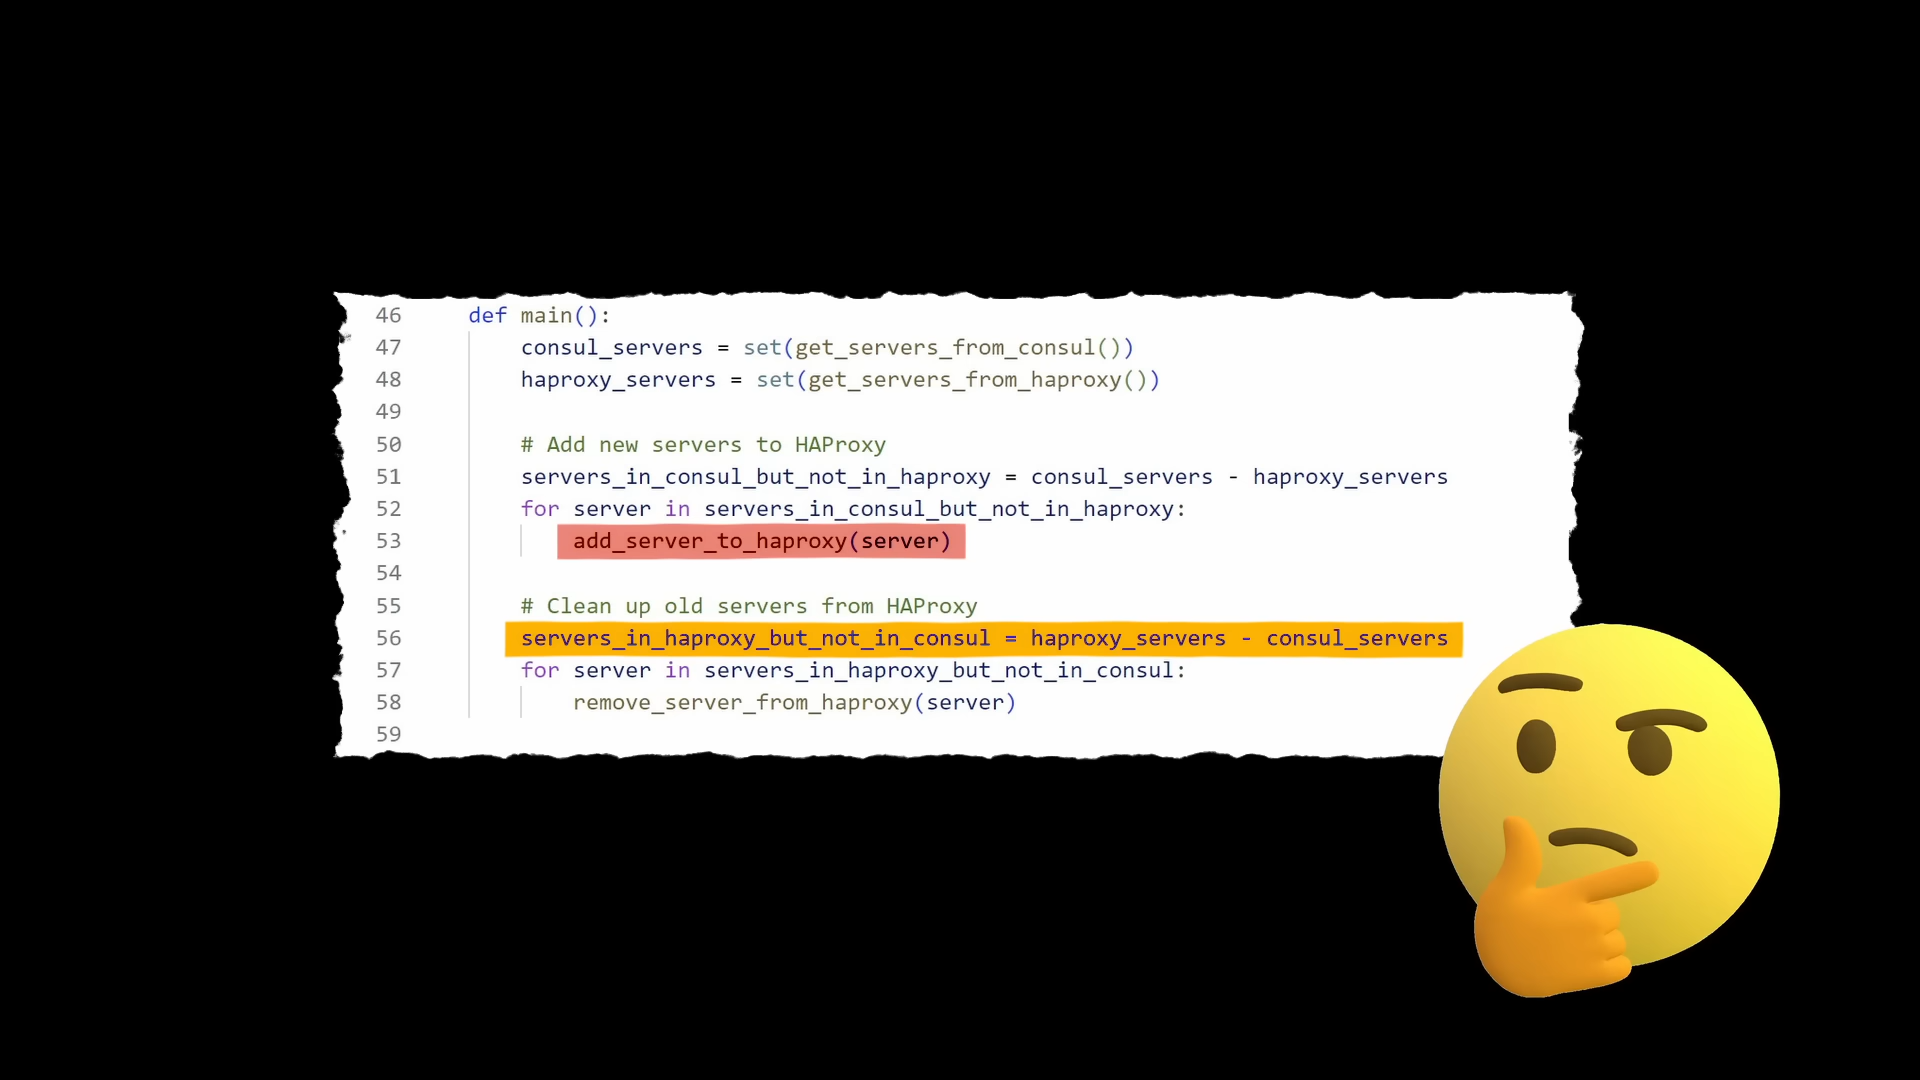 46 def main():
47 consul_servers = set(get_servers_from_consul())
48 haproxy_servers = set(get_servers_from_haproxy())
49
50 # Add new servers to HAProxy
51 servers_in_consul_but_not_in_haproxy = consul_servers - haproxy_servers
52 for server in servers_in_consul_but_not_in_haproxy:
53 add_server_to_haproxy(server)
54
55 # Clean up old servers from HAProxy
56 servers_in_haproxy_but_not_in_consul = haproxy_servers - consul_servers
57 for server in servers_in_haproxy_but_not_in_consul:
58 remove_server_from_haproxy(server)
59